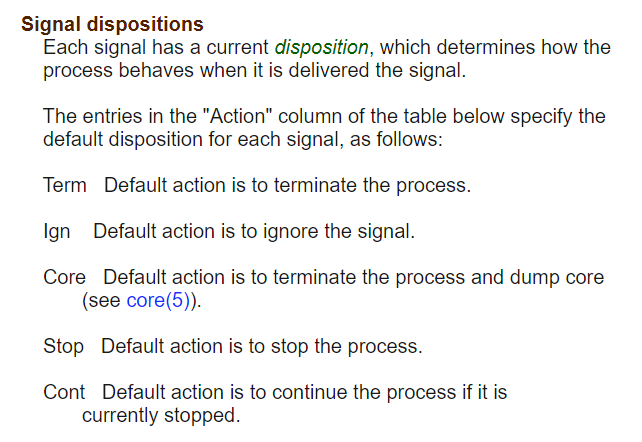 Signal dispositions
Each signal has a current disposition, which determines how the
process behaves when it is delivered the signal.
The entries in the "Action" column of the table below specify the
default disposition for each signal, as follows:
Term Default action is to terminate the process.
Ign Default action is to ignore the signal.
Core Default action is to terminate the process and dump core
(see core(5)).
Stop Default action is to stop the process.
Cont Default action is to continue the process if it is
currently stopped.